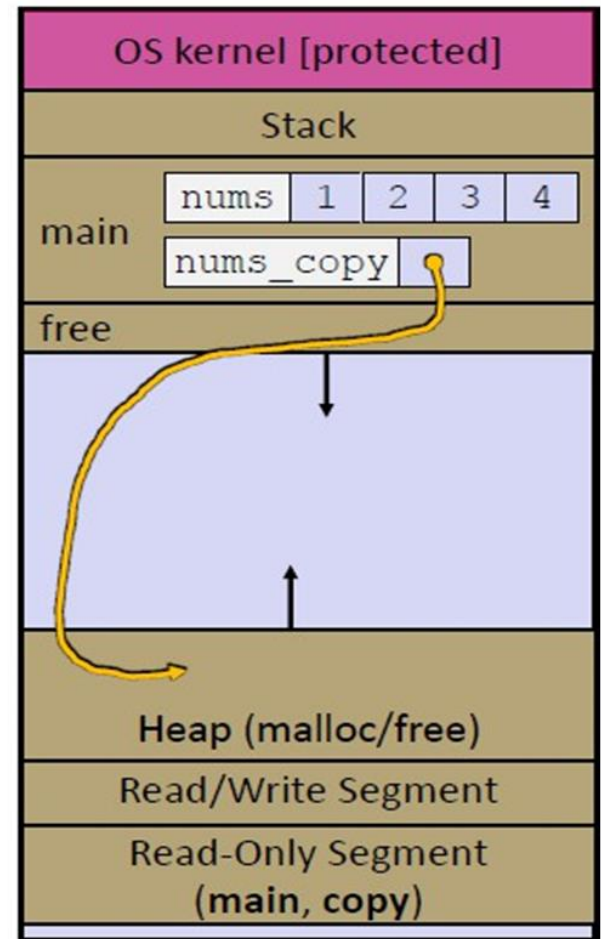 OS kernel [protected]
Stack
main
nums 1 2 3 4
nums_copy
free
Heap (malloc/free)
Read/Write Segment
Read-Only Segment
(main, copy)